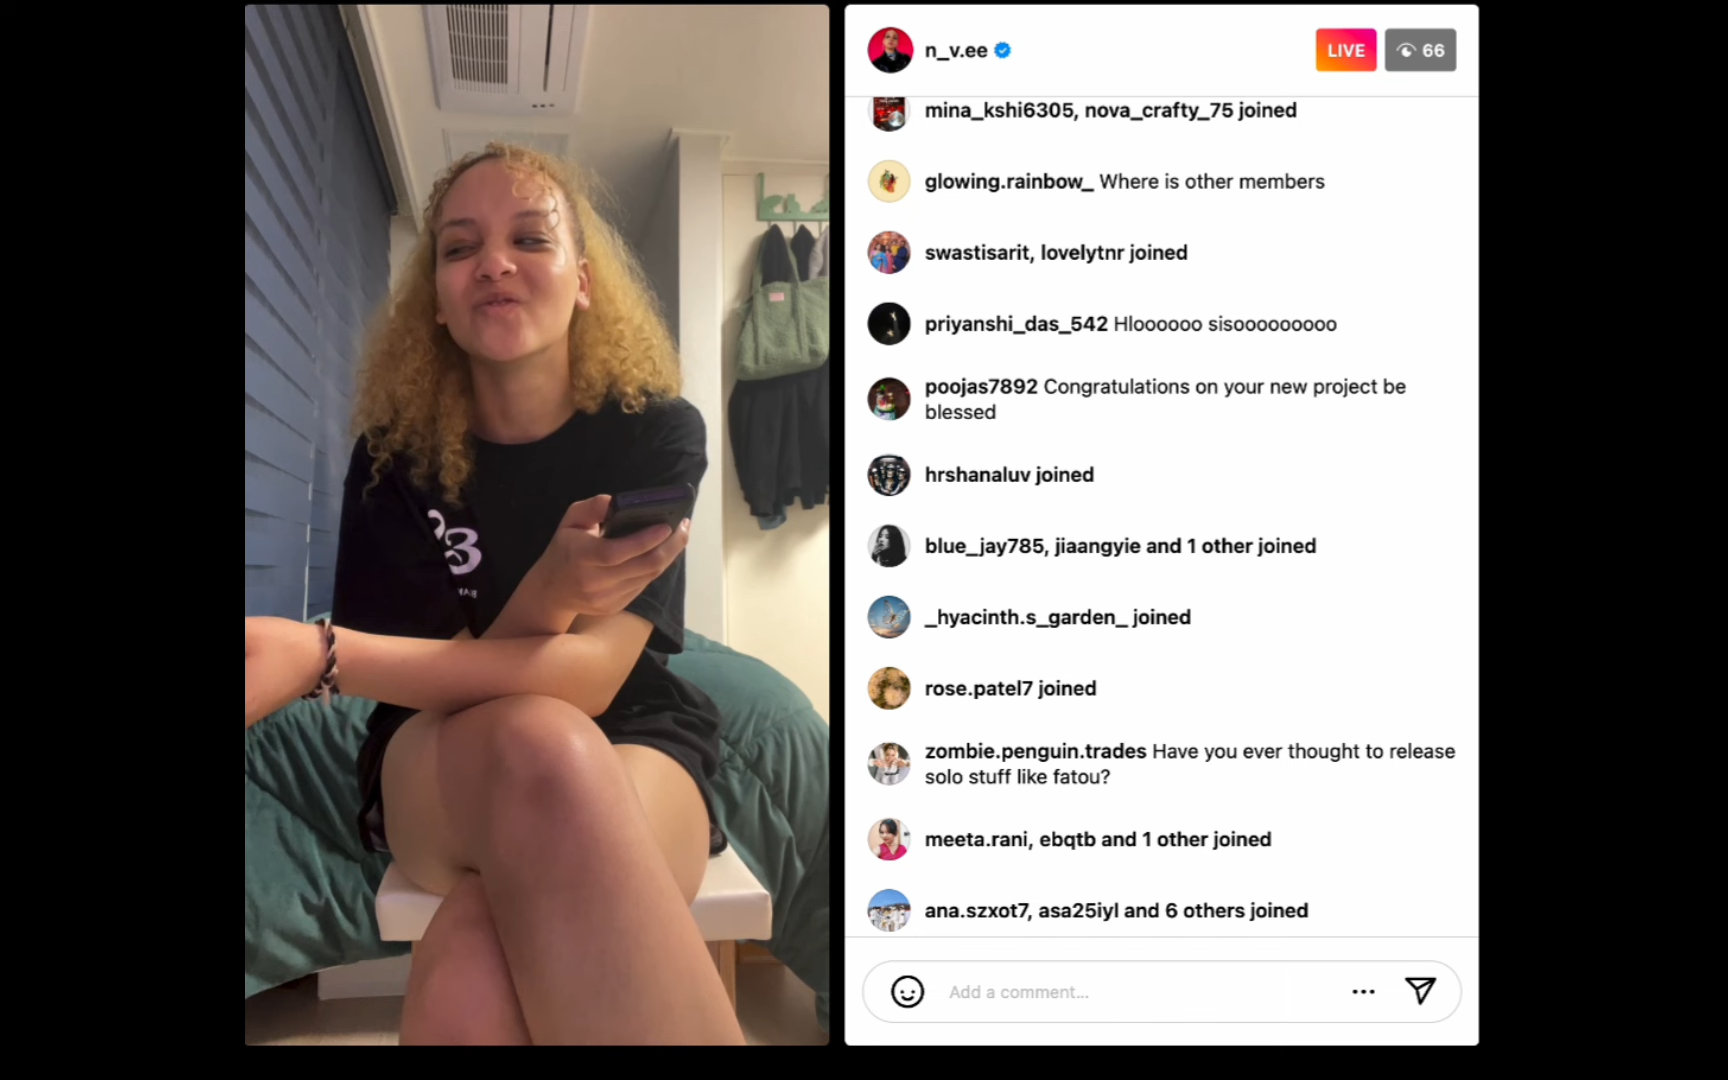 n_v.ee
LIVE
66
mina_kshi6305, nova_crafty_75 joined
glowing.rainbow_ Where is other members
swastisarit, lovelytnr joined
priyanshi_das_542 Hloooooo sisooooooooo
poojas7892 Congratulations on your new project be
blessed
hrshanaluv joined
blue_jay785, jiaangyie and 1 other joined
_hyacinth.s_garden_ joined
rose.patel7 joined
zombie.penguin.trades Have you ever thought to release
solo stuff like fatou?
meeta.rani, ebqtb and 1 other joined
ana.szxot7, asa25iyl and 6 others joined
Add a comment...